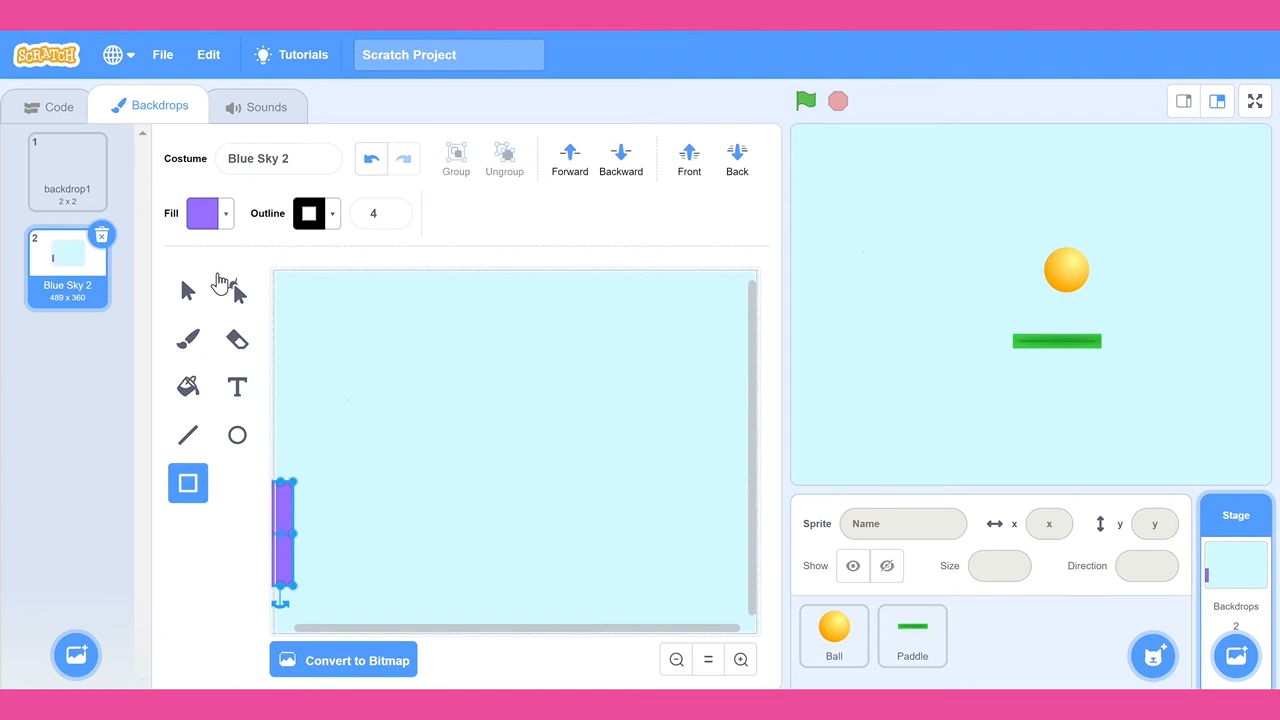 SCRATCH
File
Edit
Tutorials
Scratch Project
Code
Backdrops
Sounds
1
backdrop1
2 x 2
2
Blue Sky 2
489 x 360
Costume
Blue Sky 2
Group
Ungroup
Forward
Backward
Front
Back
Fill
Outline
4
T
Convert to Bitmap
Sprite
Name
x
x
y
y
Show
Size
Direction
Ball
Paddle
Stage
Backdrops
2